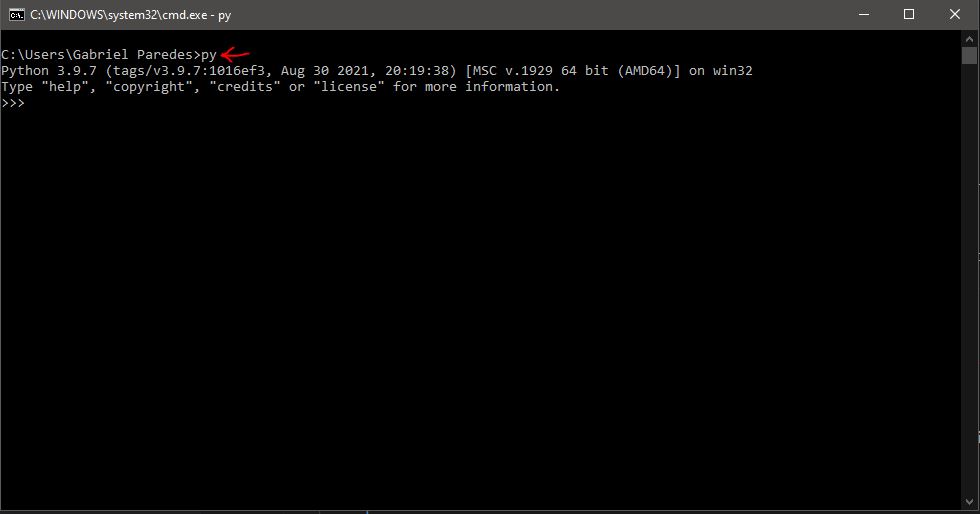 C:\WINDOWS\system32\cmd.exe - py
C:\Users\Gabriel Paredes>py
Python 3.9.7 (tags/v3.9.7:1016ef3, Aug 30 2021, 20:19:38) [MSC v.1929 64 bit (AMD64)] on win32
Type "help", "copyright", "credits" or "license" for more information.
>>>